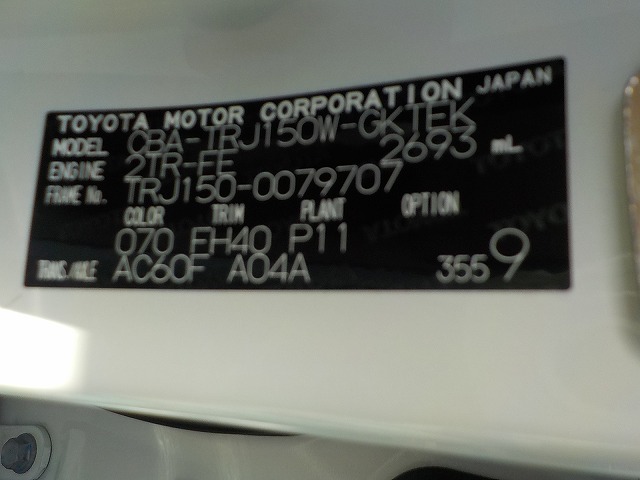 TOYOTA MOTOR CORPORATION JAPAN
MODEL CBA-TRJ150W-GKTEK
ENGINE 2TR-FE 2693 mL
FRAME No. TRJ150-0079707
COLOR TRIM PLANT OPTION
070 FH40 P11
TRANS/AXLE AC60F A04A 3559